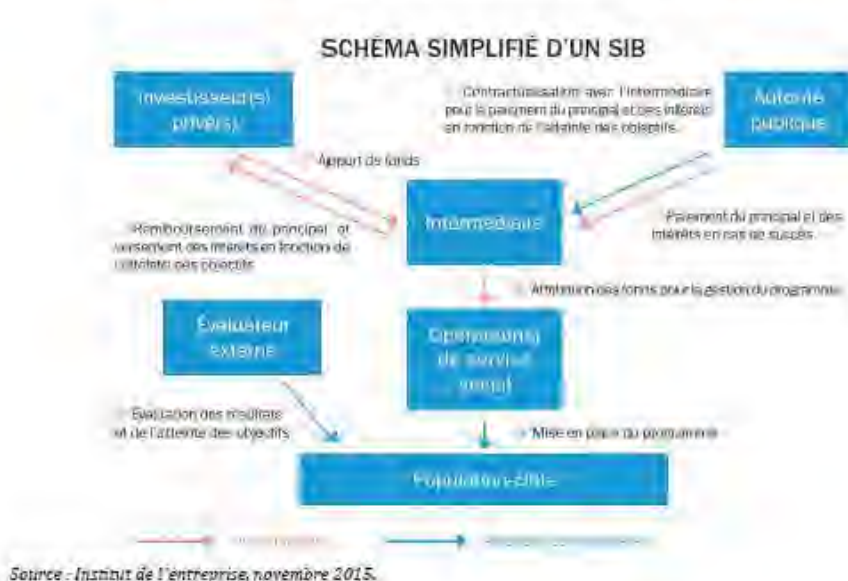 SCHÉMA SIMPLIFIÉ D'UN SIB
Investisseur(s)
privé(s)
Contractualisation avec l'intermédiaire
pour le paiement du principal et des intérêts
en fonction de l'atteinte des objectifs.
Autorité
publique
Apport de fonds
Intermédiaire
Remboursement du principal et
versement des intérêts en fonction de
l'atteinte des objectifs
Paiement du principal et des
intérêts en cas de succès.
Attribution des fonds pour la gestion du programme
Évaluateur
externe
Opérateur(s)
de service
social
Évaluation des résultats
et de l'atteinte des objectifs
Mise en place du programme
Population-cible
Source : Institut de l'entreprise, novembre 2015.